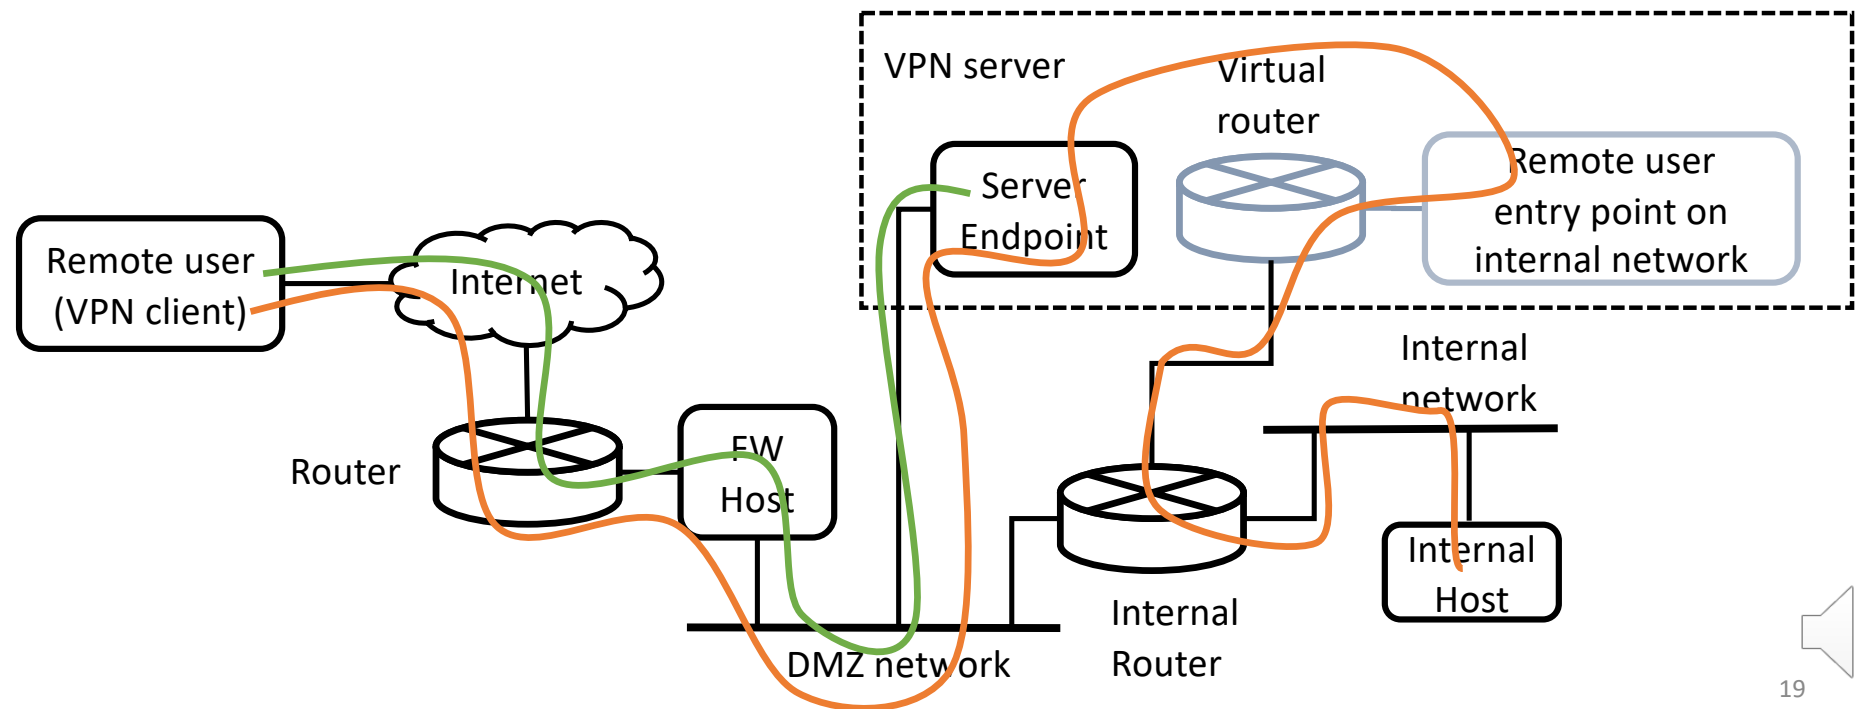 VPN server
Virtual
router
Server
Endpoint
Remote user
entry point on
internal network
Remote user
(VPN client)
Internet
Router
FW
Host
DMZ network
Internal
Router
Internal
network
Internal
Host
19